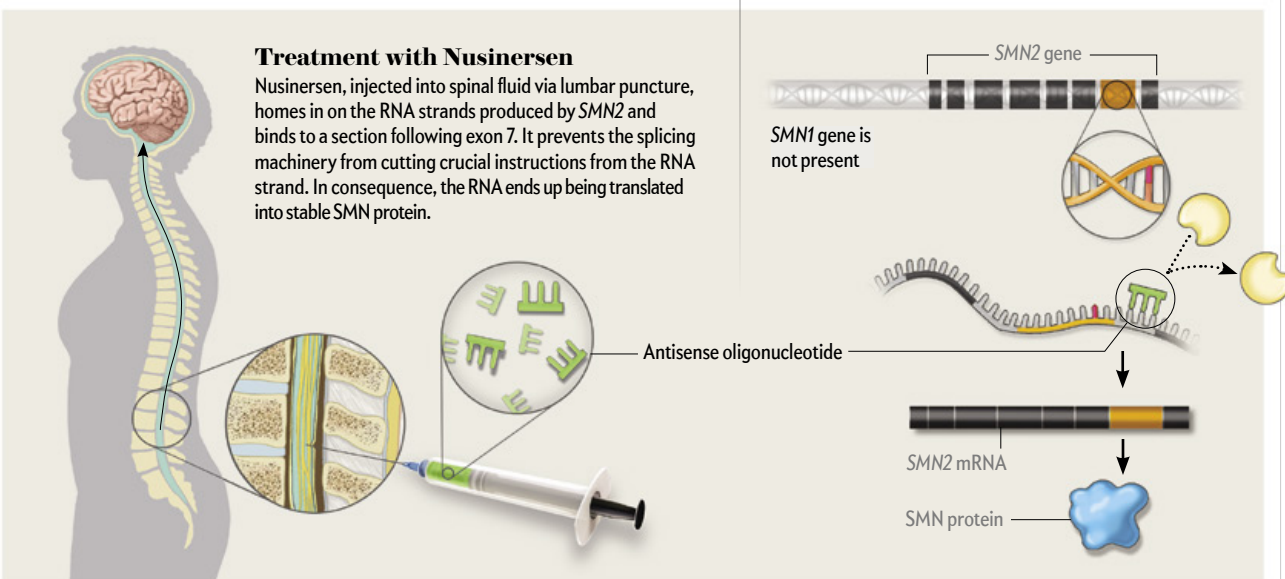 Treatment with Nusinersen
Nusinersen, injected into spinal fluid via lumbar puncture,
homes in on the RNA strands produced by SMN2 and
binds to a section following exon 7. It prevents the splicing
machinery from cutting crucial instructions from the RNA
strand. In consequence, the RNA ends up being translated
into stable SMN protein.
SMN2 gene
SMN1 gene is
not present
Antisense oligonucleotide
SMN2 mRNA
SMN protein